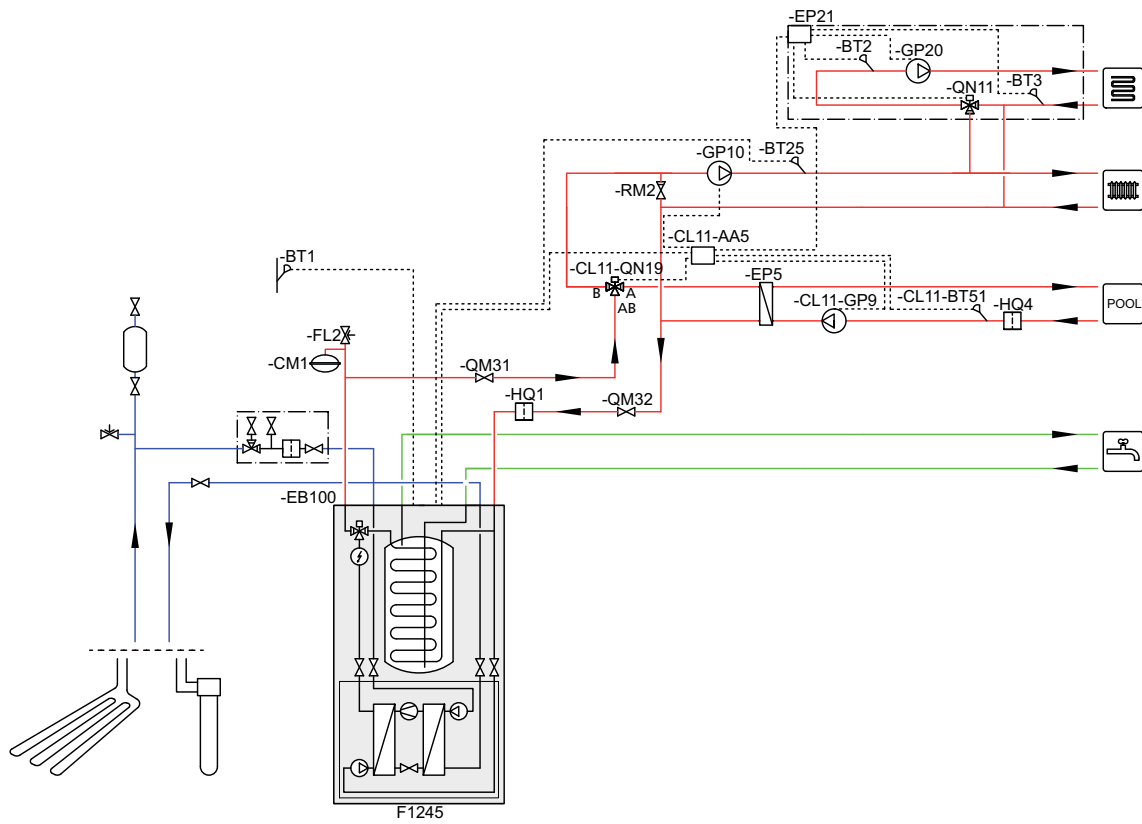 -EP21
-BT2
-GP20
-BT3
-QN11
-GP10
-BT25
-RM2
-CL11-AA5
-BT1
-CL11-QN19
-EP5
B
A
AB
-CL11-GP9
-CL11-BT51
-HQ4
POOL
-FL2
-CM1
-QM31
-HQ1
-QM32
-EB100
F1245